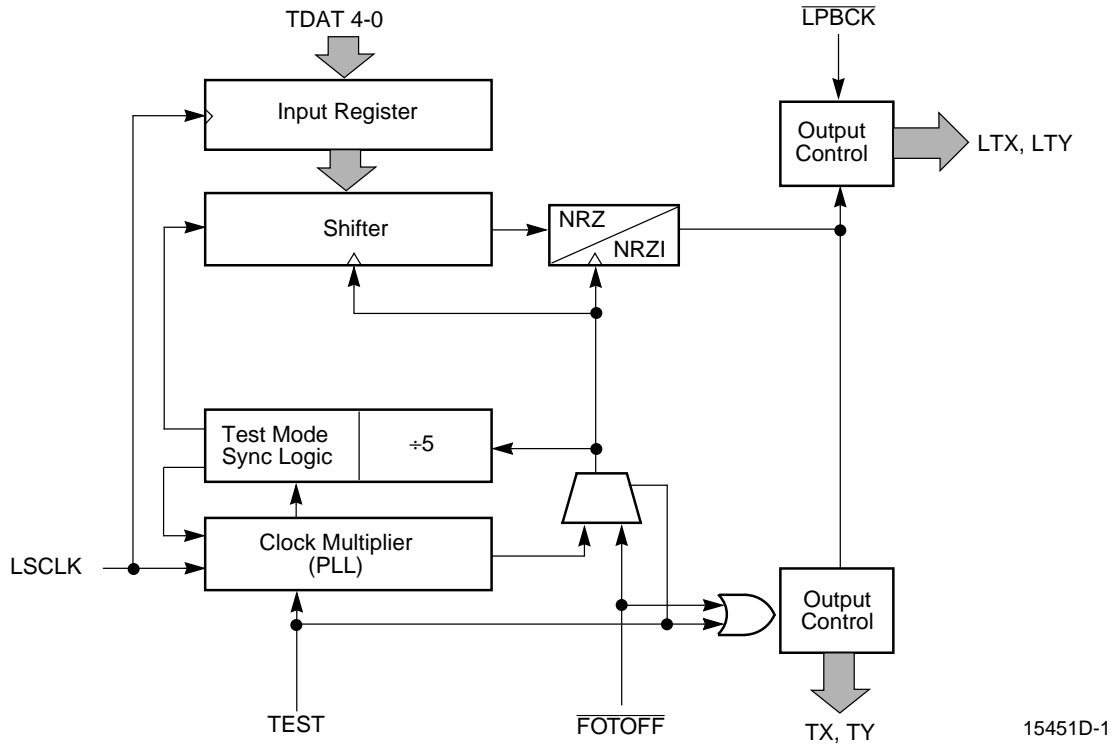 TDAT 4-0
LPBCK
Input Register
Output
Control
LTX, LTY
Shifter
NRZ
NRZI
Test Mode
Sync Logic
÷5
Clock Multiplier
(PLL)
LSCLK
Output
Control
TEST
FOTOFF
TX, TY
15451D-1